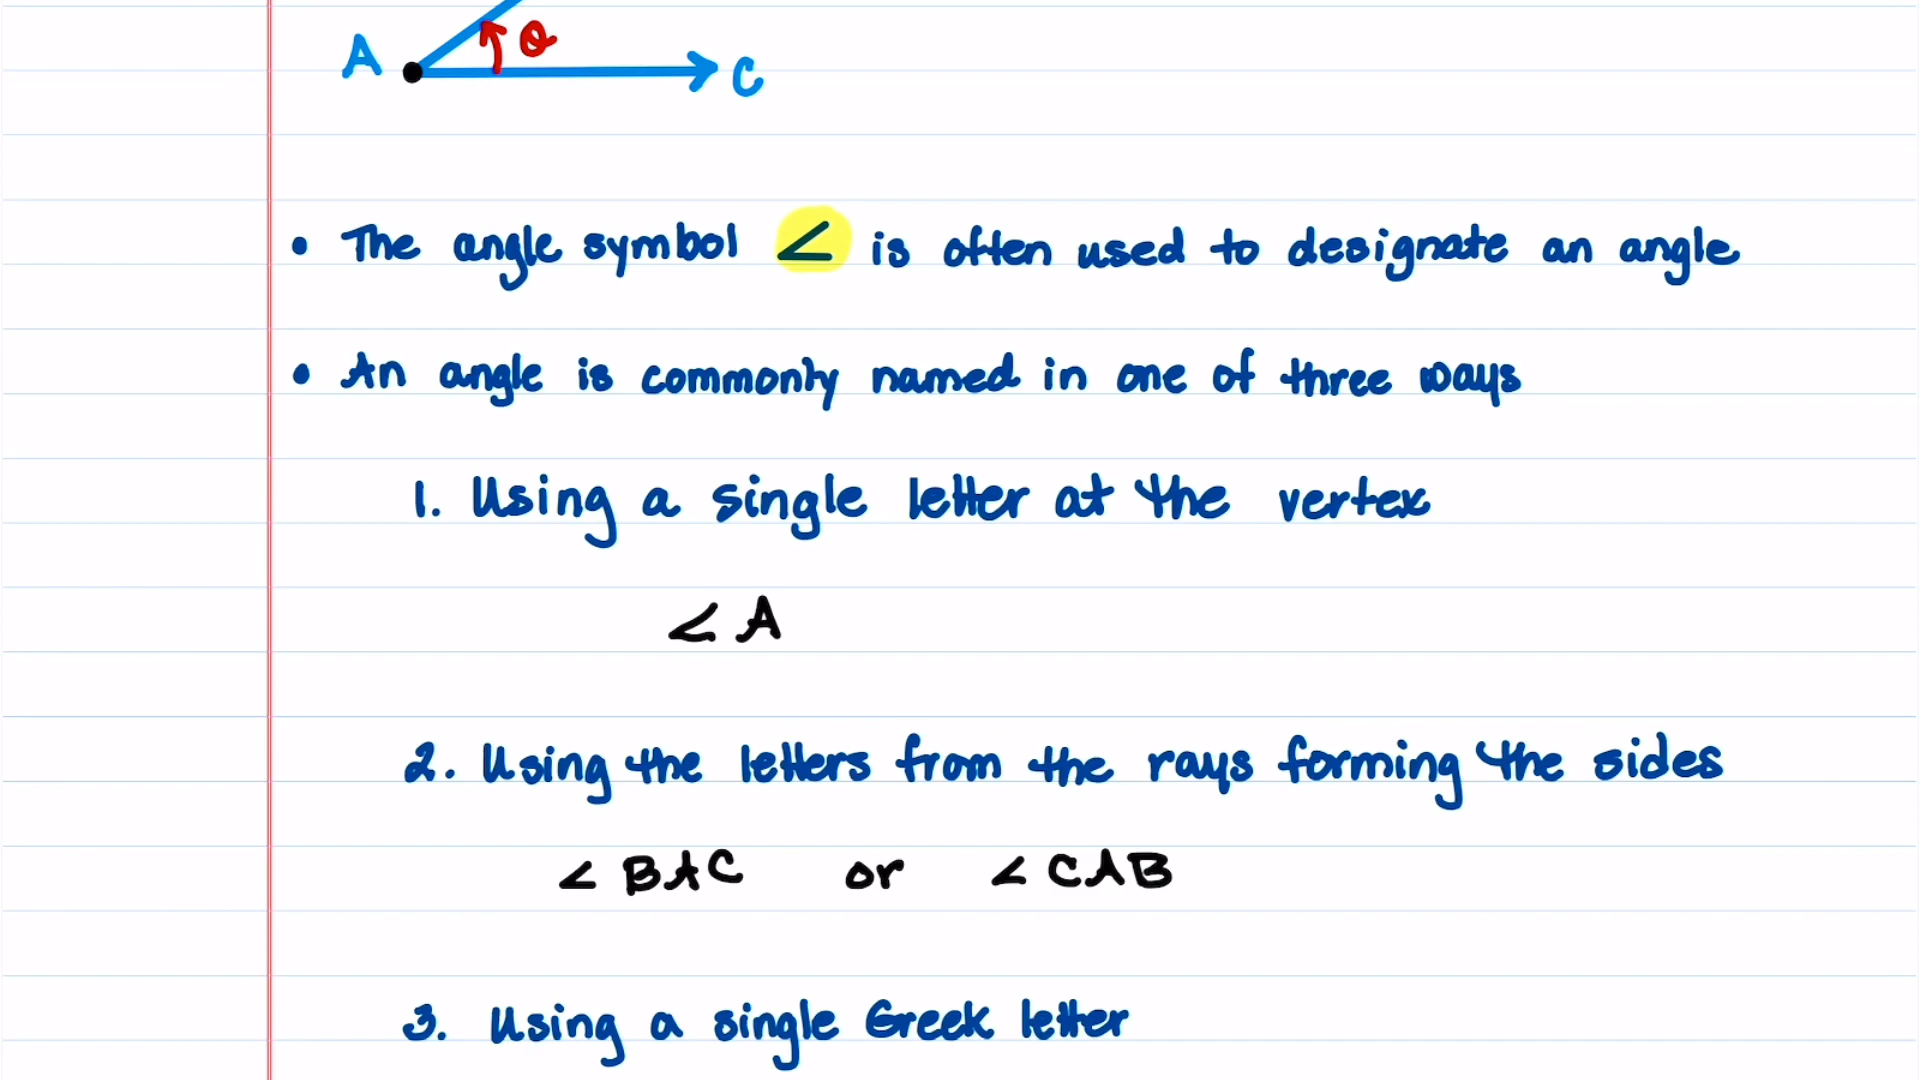 θ
A
C
• The angle symbol ∠ is often used to designate an angle
• An angle is commonly named in one of three ways
1. Using a single letter at the vertex
∠ A
2. Using the letters from the rays forming the sides
∠ BAC or ∠ CAB
3. Using a single Greek letter